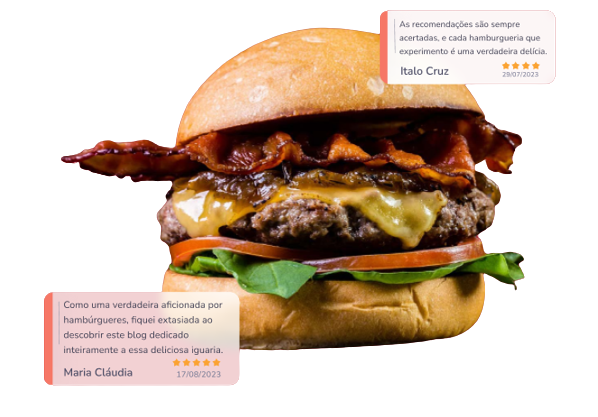 As recomendações são sempre
acertadas, e cada hamburgueria que
experimento é uma verdadeira delícia.
Italo Cruz
29/07/2023
Como uma verdadeira aficionada por
hambúrgueres, fiquei extasiada ao
descobrir este blog dedicado
inteiramente a essa deliciosa iguaria.
Maria Cláudia
17/08/2023